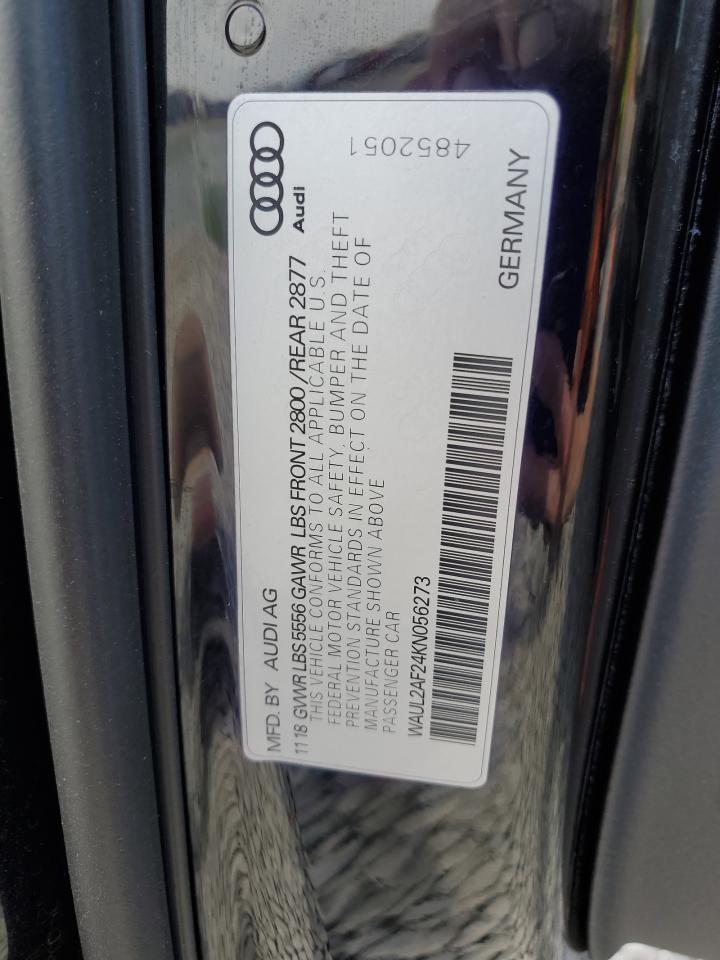 MFD. BY AUDI AG
Audi
11 18 GVWR LBS 5556 GAWR LBS FRONT 2800 /REAR 2877
THIS VEHICLE CONFORMS TO ALL APPLICABLE U.S.
FEDERAL MOTOR VEHICLE SAFETY, BUMPER AND THEFT
PREVENTION STANDARDS IN EFFECT ON THE DATE OF
MANUFACTURE SHOWN ABOVE
PASSENGER CAR
WAUL2AF24KN056273
4852051
GERMANY